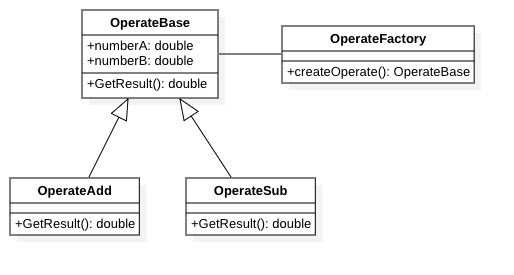 OperateBase
+numberA: double
+numberB: double
+GetResult(): double
OperateFactory
+createOperate(): OperateBase
OperateAdd
+GetResult(): double
OperateSub
+GetResult(): double